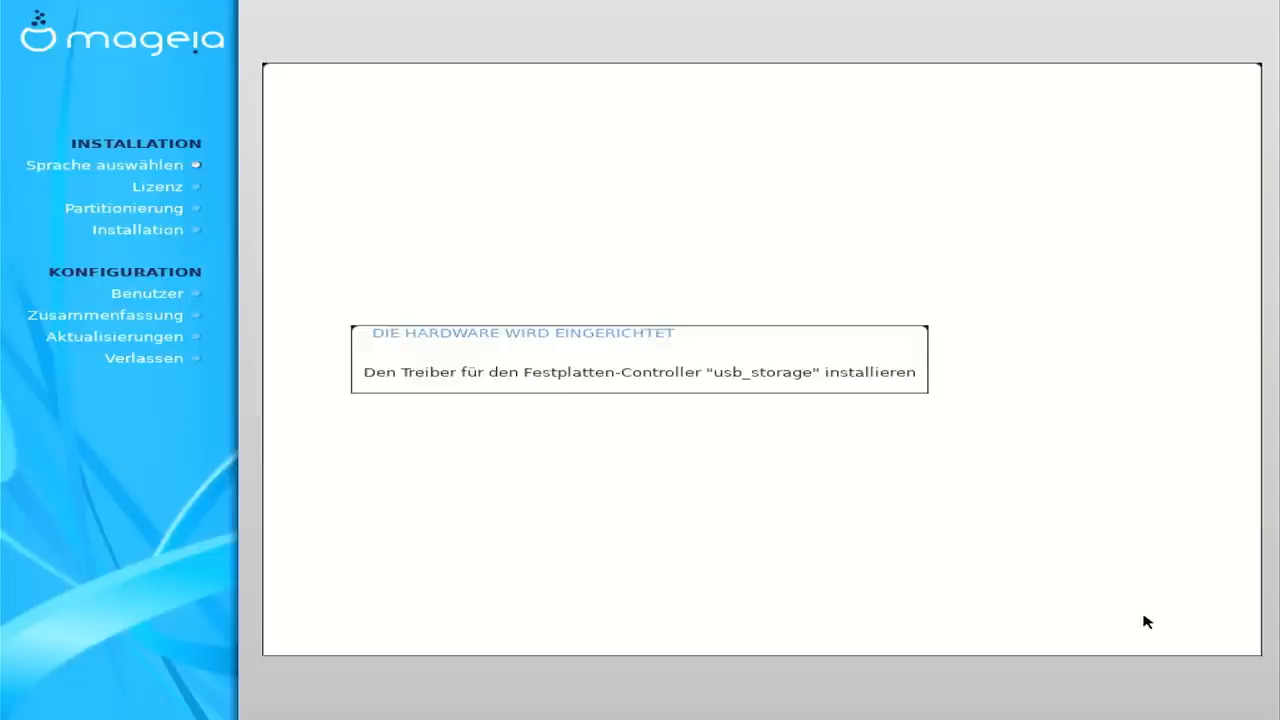 mageia
INSTALLATION
Sprache auswählen
Lizenz
Partitionierung
Installation
KONFIGURATION
Benutzer
Zusammenfassung
Aktualisierungen
Verlassen
DIE HARDWARE WIRD EINGERICHTET
Den Treiber für den Festplatten-Controller "usb_storage" installieren